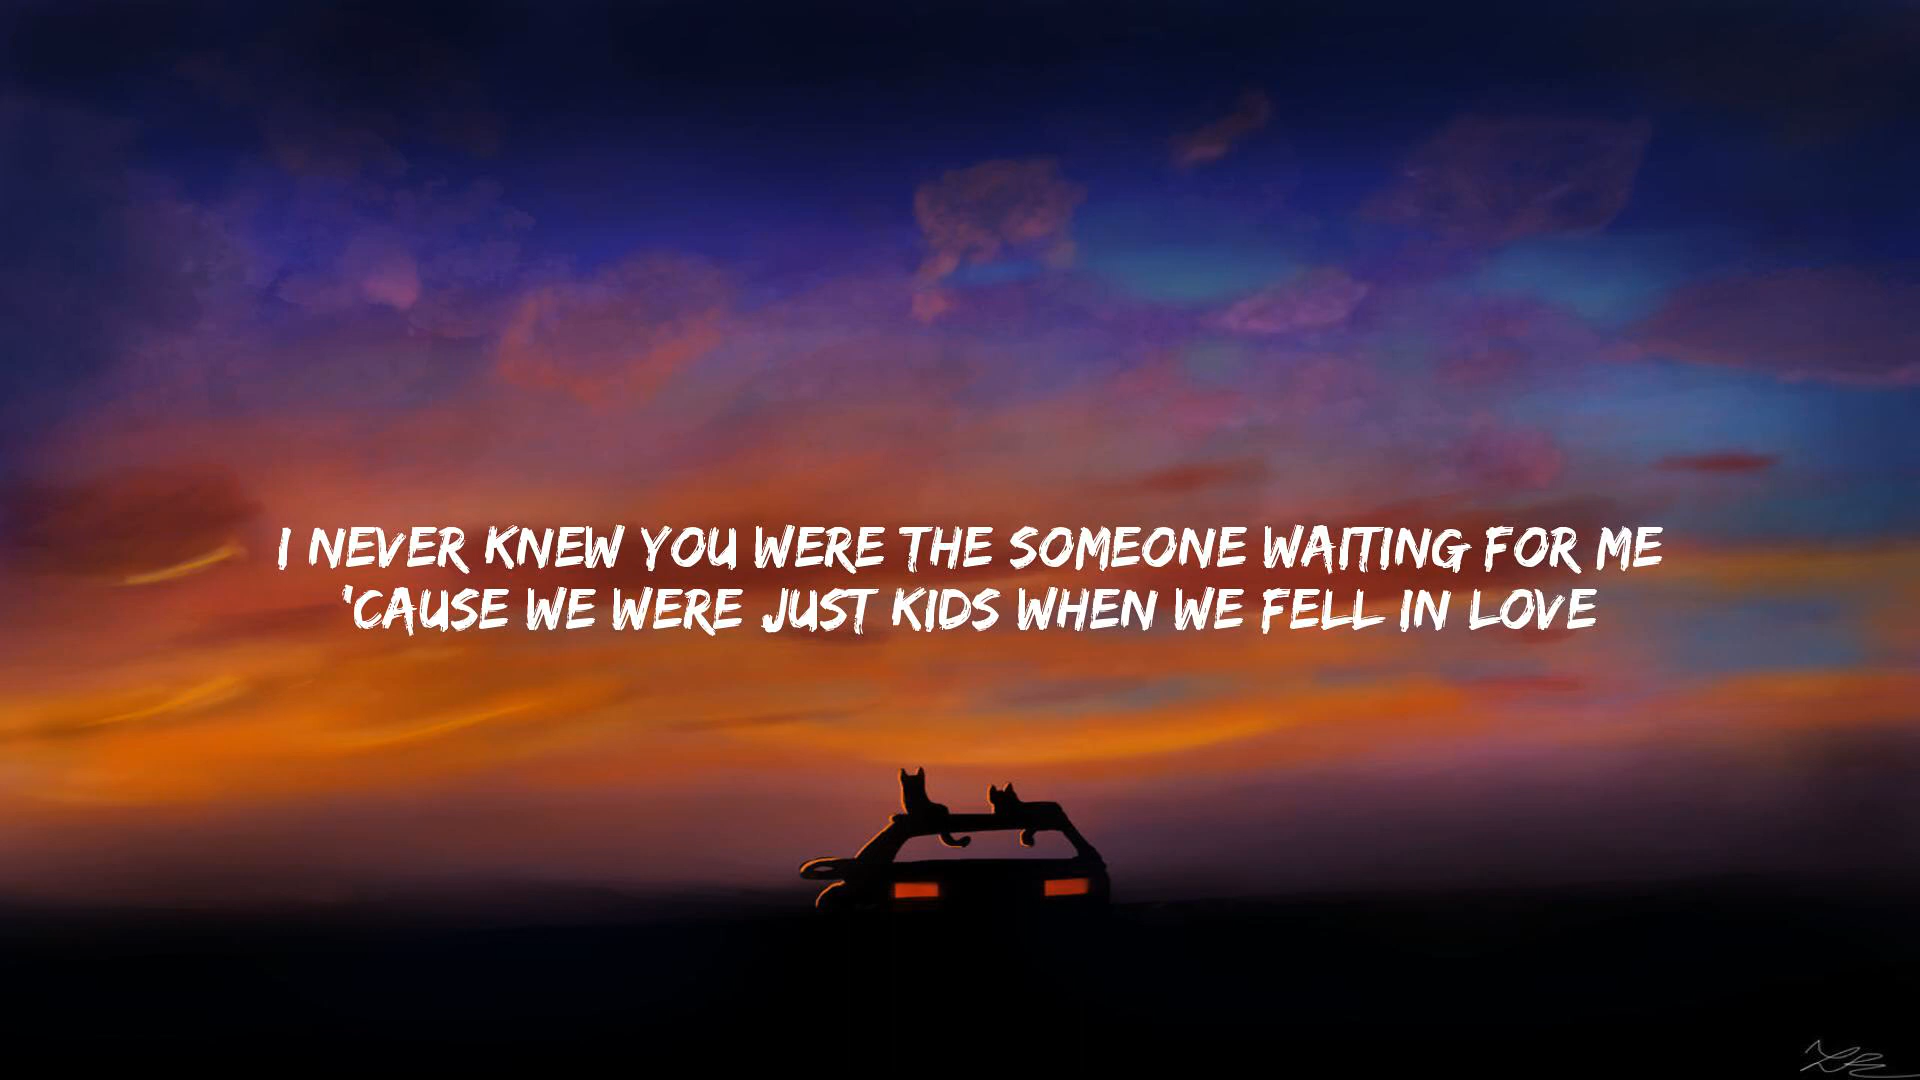 I NEVER KNEW YOU WERE THE SOMEONE WAITING FOR ME
'CAUSE WE WERE JUST KIDS WHEN WE FELL IN LOVE